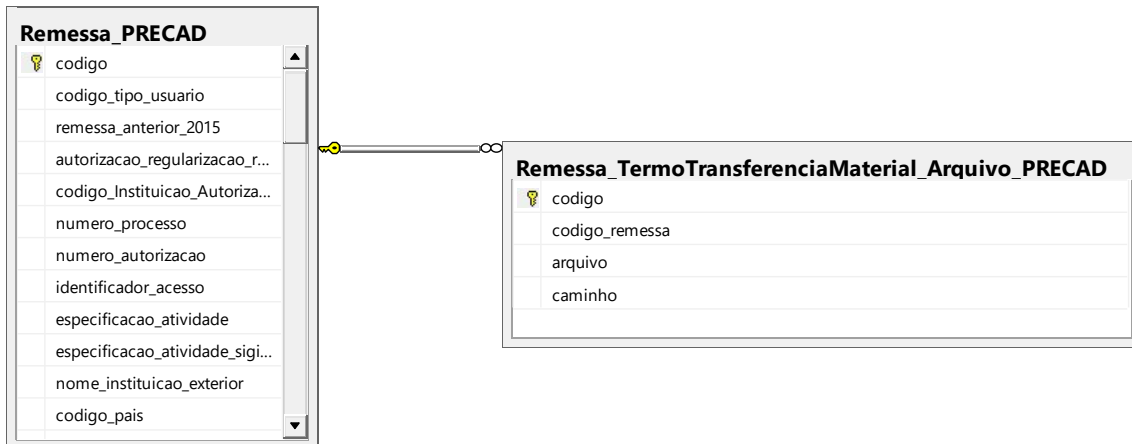 Remessa_PRECAD
codigo
codigo_tipo_usuario
remessa_anterior_2015
autorizacao_regularizacao_r...
codigo_Instituicao_Autoriza...
numero_processo
numero_autorizacao
identificador_acesso
especificacao_atividade
especificacao_atividade_sigi...
nome_instituicao_exterior
codigo_pais
Remessa_TermoTransferenciaMaterial_Arquivo_PRECAD
codigo
codigo_remessa
arquivo
caminho